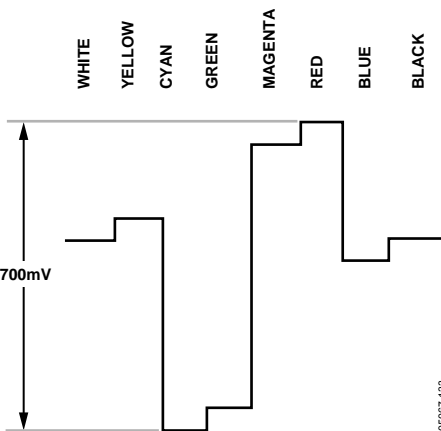 WHITE
YELLOW
CYAN
GREEN
MAGENTA
RED
BLUE
BLACK
700mV